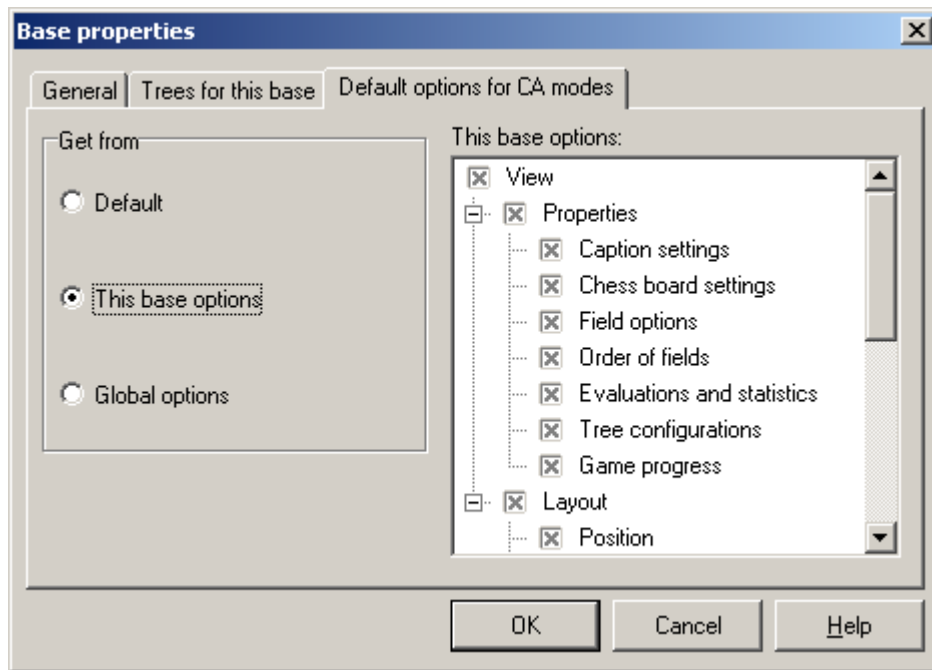 Base properties
General
Trees for this base
Default options for CA modes
Get from
Default
This base options
Global options
This base options:
View
Properties
Caption settings
Chess board settings
Field options
Order of fields
Evaluations and statistics
Tree configurations
Game progress
Layout
Position
OK
Cancel
Help